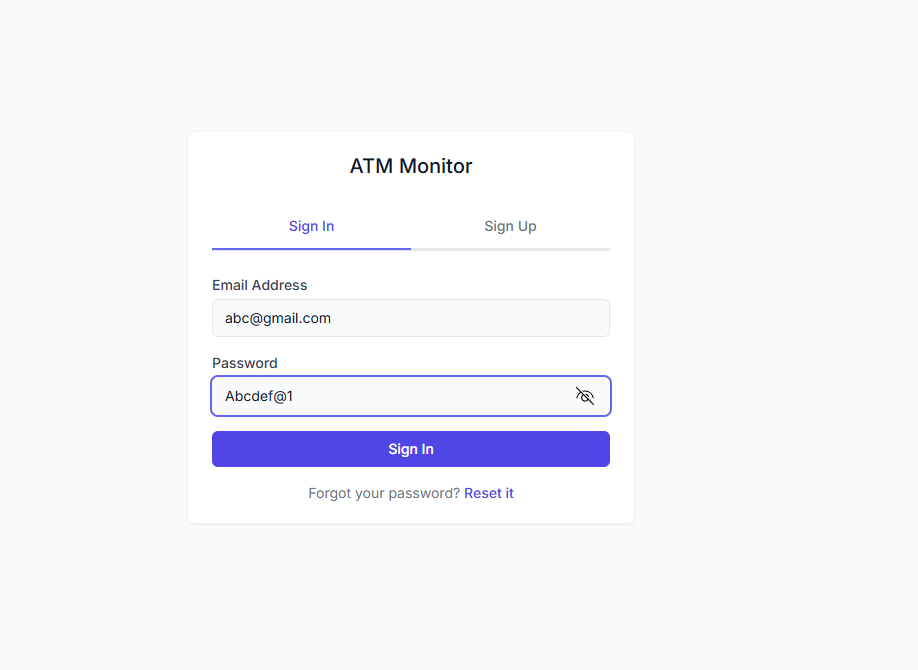 ATM Monitor
Sign In Sign Up
Email Address
abc@gmail.com
Password
Abcdef@1
Sign In
Forgot your password? Reset it